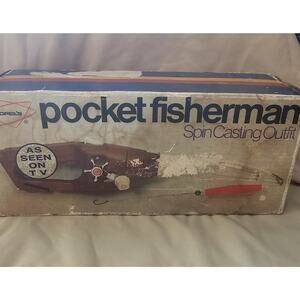 pocket fisherman
Spin Casting Outfit
AS
SEEN
ON
TV